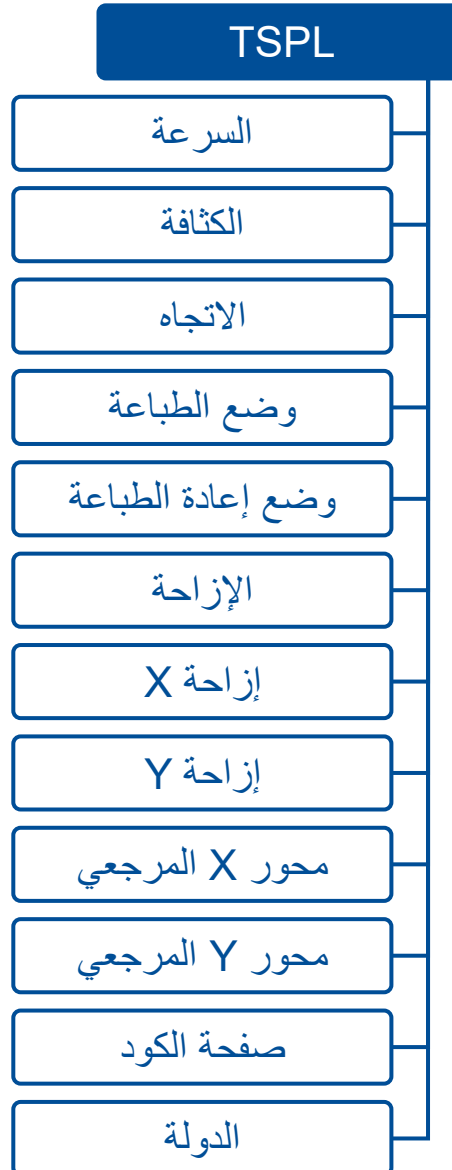 TSPL
السرعة
الكثافة
الاتجاه
وضع الطباعة
وضع إعادة الطباعة
الإزاحة
إزاحة X
إزاحة Y
محور X المرجعي
محور Y المرجعي
صفحة الكود
الدولة